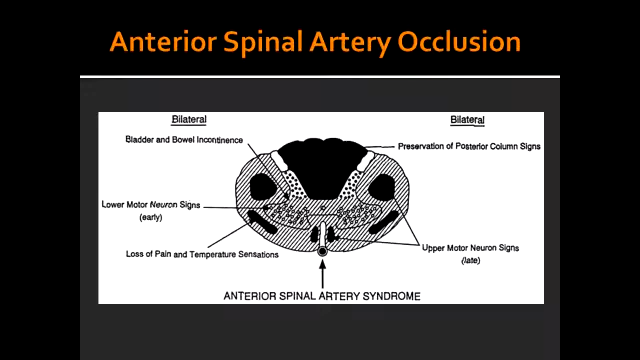 Anterior Spinal Artery Occlusion
Bilateral
Bilateral
Bladder and Bowel Incontinence
Preservation of Posterior Column Signs
Lower Motor Neuron Signs
(early)
Loss of Pain and Temperature Sensations
Upper Motor Neuron Signs
(late)
ANTERIOR SPINAL ARTERY SYNDROME